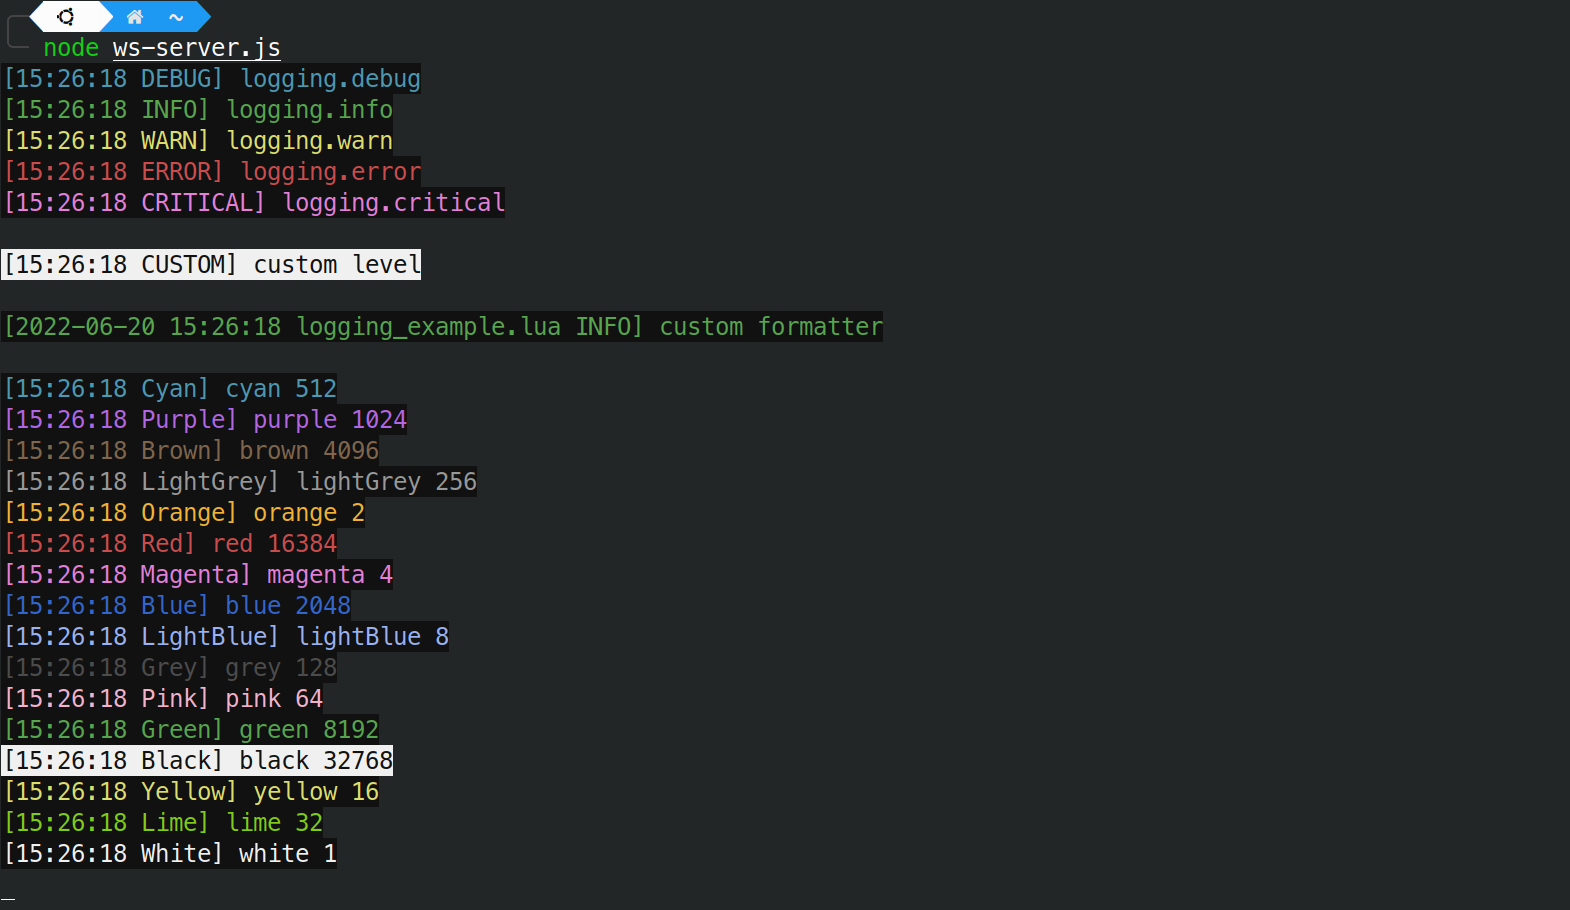 ~
node ws-server.js
[15:26:18 DEBUG] logging.debug
[15:26:18 INFO] logging.info
[15:26:18 WARN] logging.warn
[15:26:18 ERROR] logging.error
[15:26:18 CRITICAL] logging.critical
[15:26:18 CUSTOM] custom level
[2022-06-20 15:26:18 logging_example.lua INFO] custom formatter
[15:26:18 Cyan] cyan 512
[15:26:18 Purple] purple 1024
[15:26:18 Brown] brown 4096
[15:26:18 LightGrey] lightGrey 256
[15:26:18 Orange] orange 2
[15:26:18 Red] red 16384
[15:26:18 Magenta] magenta 4
[15:26:18 Blue] blue 2048
[15:26:18 LightBlue] lightBlue 8
[15:26:18 Grey] grey 128
[15:26:18 Pink] pink 64
[15:26:18 Green] green 8192
[15:26:18 Black] black 32768
[15:26:18 Yellow] yellow 16
[15:26:18 Lime] lime 32
[15:26:18 White] white 1